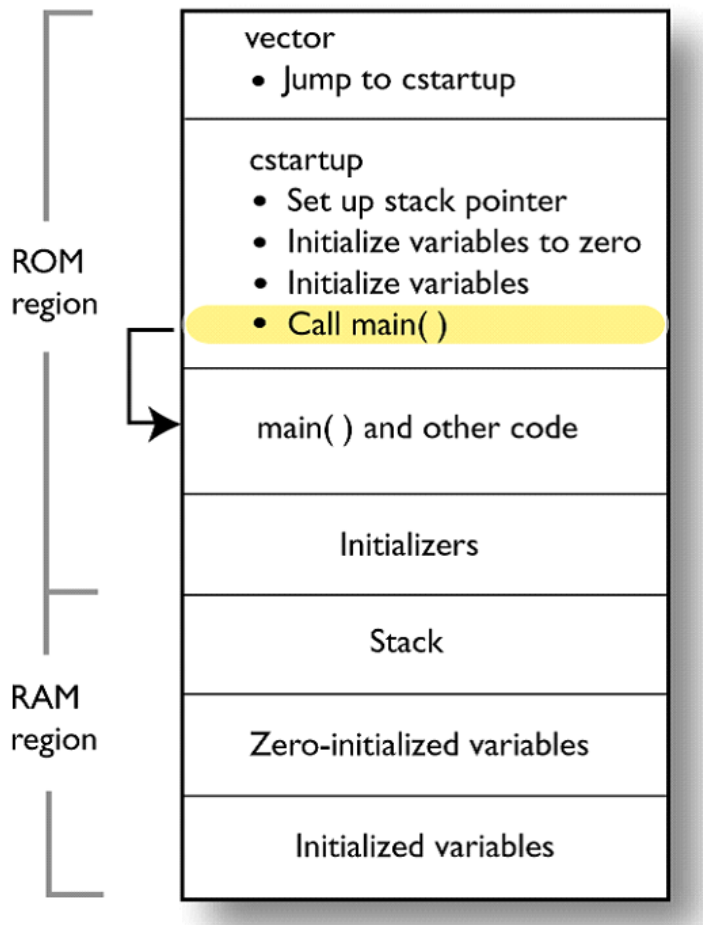 vector
• Jump to cstartup
cstartup
• Set up stack pointer
• Initialize variables to zero
• Initialize variables
• Call main( )
ROM
region
main( ) and other code
Initializers
Stack
RAM
region
Zero-initialized variables
Initialized variables